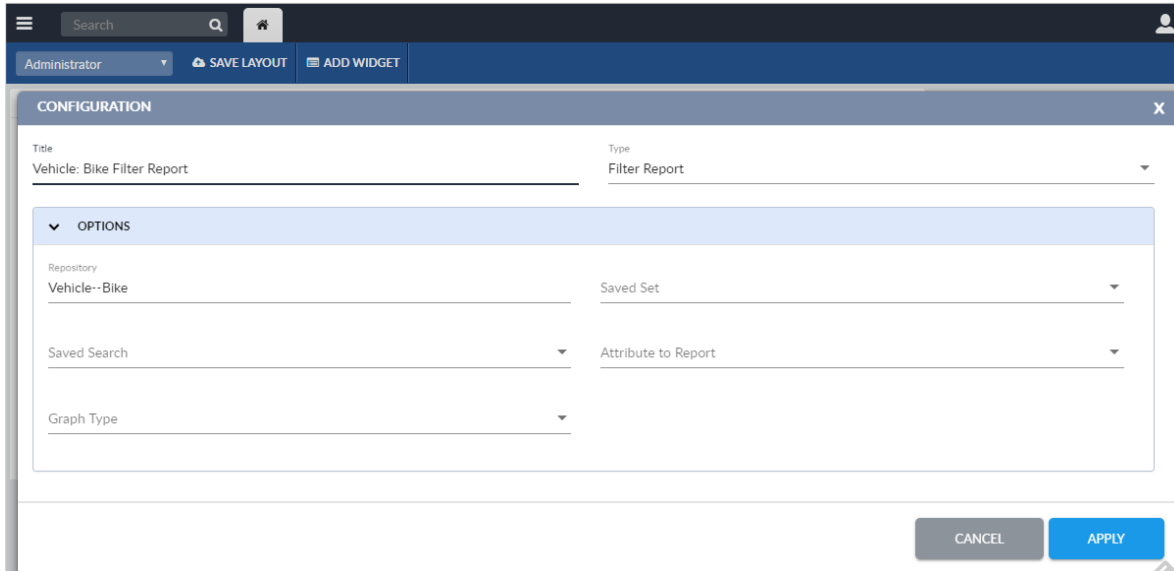 Search
Administrator SAVE LAYOUT ADD WIDGET
CONFIGURATION X
Title Type
Vehicle: Bike Filter Report Filter Report
OPTIONS
Repository
Vehicle--Bike Saved Set
Saved Search Attribute to Report
Graph Type
CANCEL APPLY